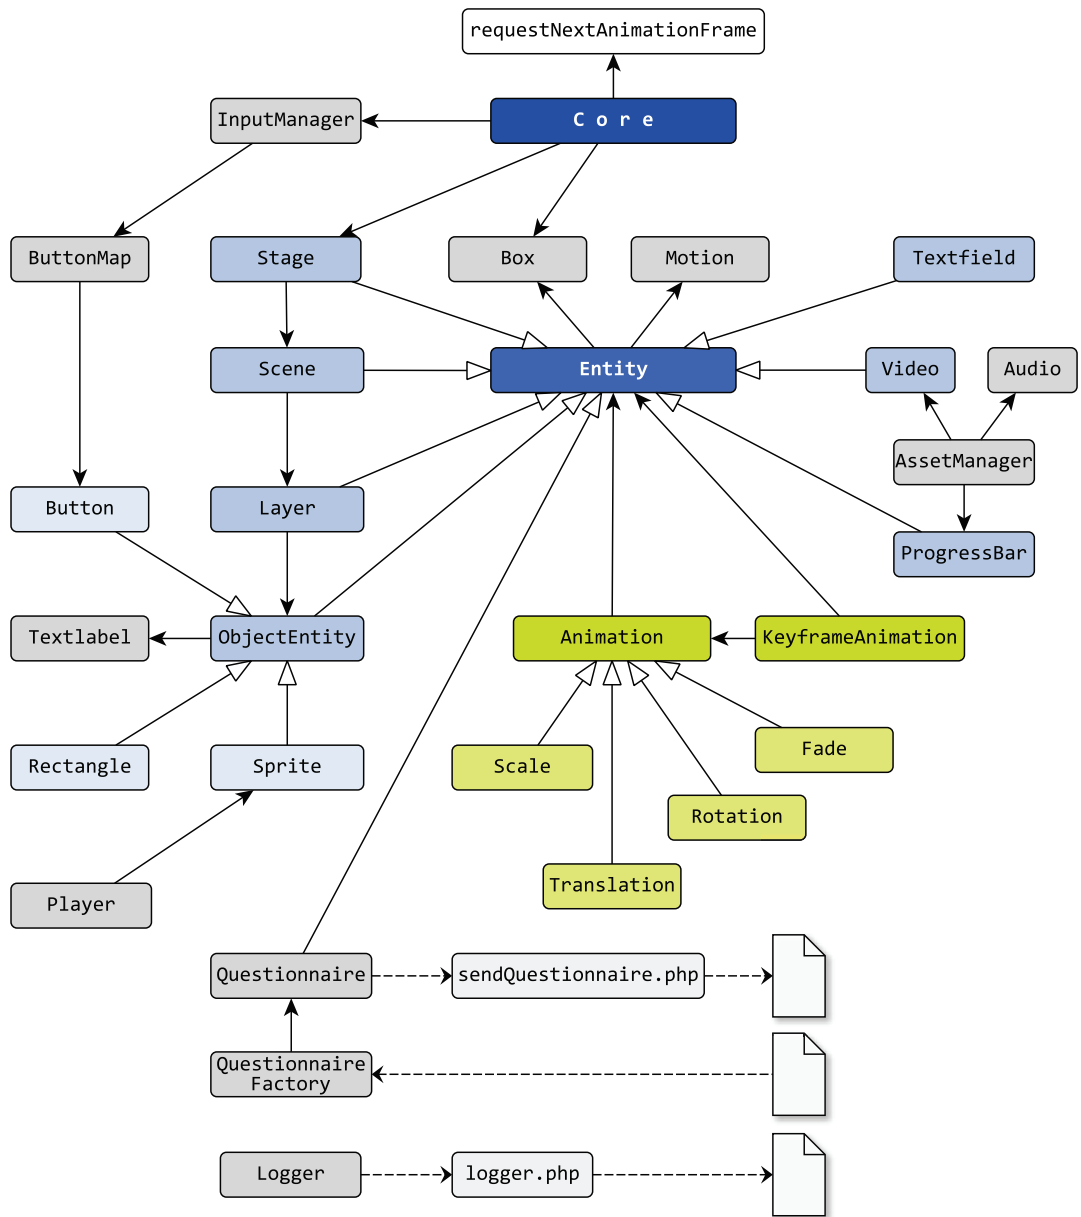 requestNextAnimationFrame
InputManager
C o r e
ButtonMap
Stage
Box
Motion
Textfield
Scene
Entity
Video
Audio
AssetManager
Button
Layer
ProgressBar
Textlabel
ObjectEntity
Animation
KeyframeAnimation
Rectangle
Sprite
Scale
Fade
Rotation
Translation
Player
Questionnaire
sendQuestionnaire.php
Questionnaire
Factory
Logger
logger.php